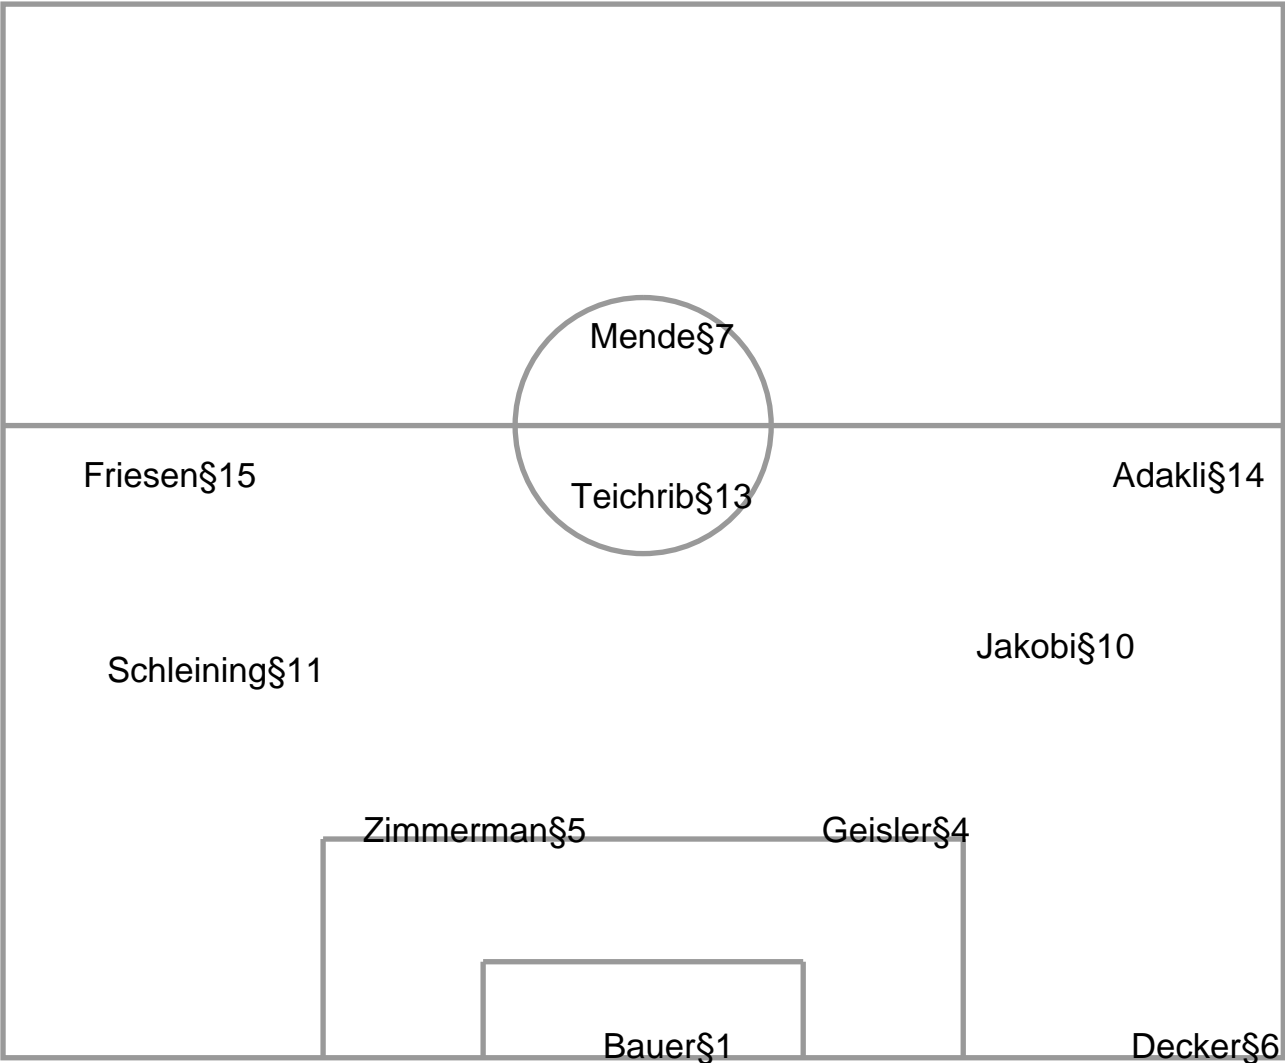 Mende§7
Friesen§15
Adakli§14
Teichrib§13
Jakobi§10
Schleining§11
Zimmerman§5
Geisler§4
Bauer§1
Decker§6